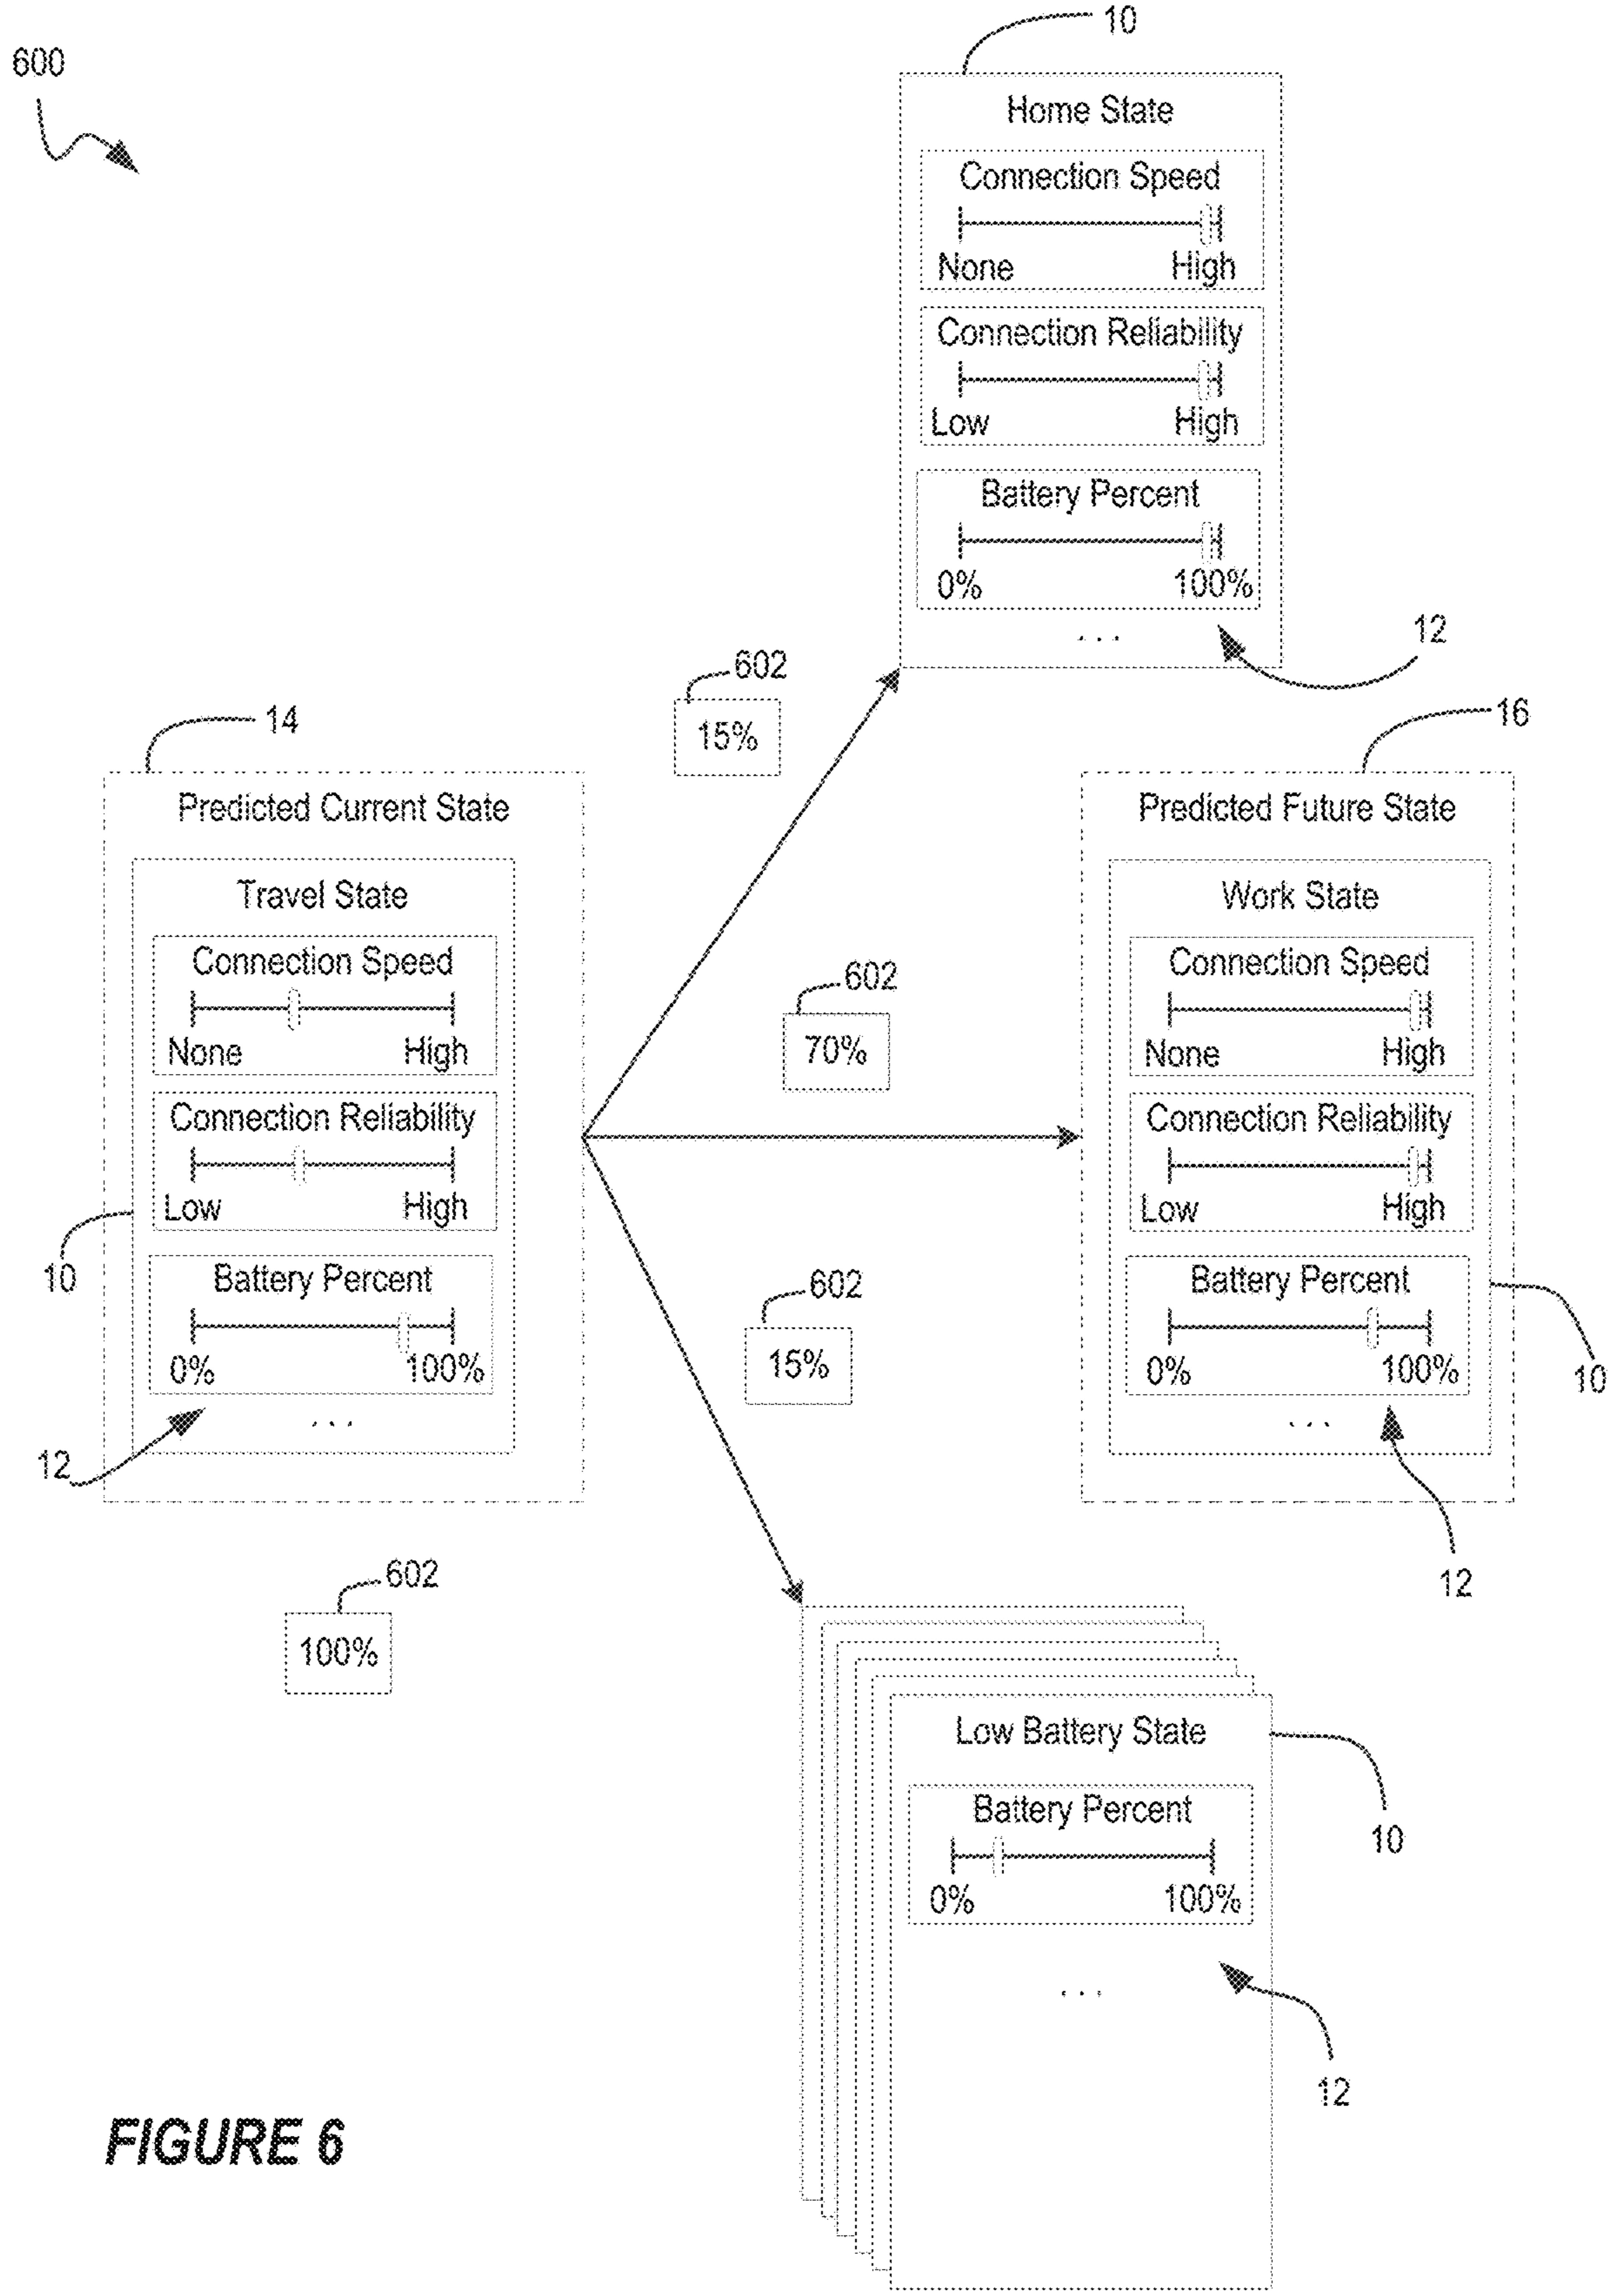 10
600
Home State
Connection Speed
None High
Connection Reliability
Low High
Battery Percent
0% 100%
. . .
12
602
15%
14
Predicted Current State
Travel State
Connection Speed
None High
Connection Reliability
Low High
10
Battery Percent
0% 100%
. . .
12
602
100%
602
70%
602
15%
16
Predicted Future State
Work State
Connection Speed
None High
Connection Reliability
Low High
Battery Percent
0% 100%
10
. . .
12
Low Battery State
Battery Percent
10
0% 100%
. . .
12
FIGURE 6